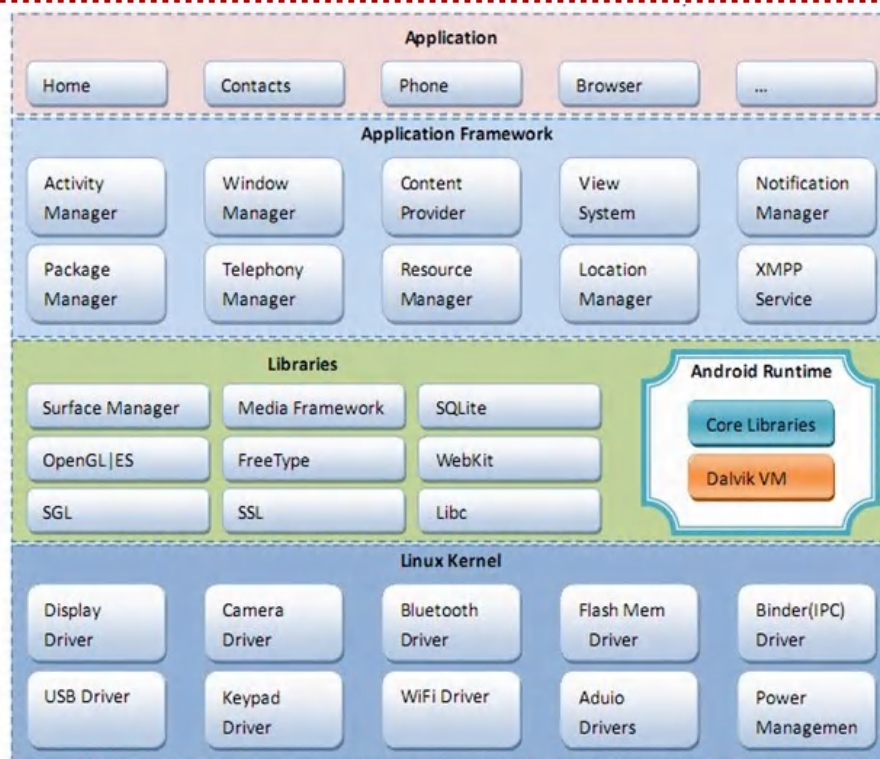 Application
Home
Contacts
Phone
Browser
...
Application Framework
Activity
Manager
Window
Manager
Content
Provider
View
System
Notification
Manager
Package
Manager
Telephony
Manager
Resource
Manager
Location
Manager
XMPP
Service
Libraries
Surface Manager
Media Framework
SQLite
OpenGL|ES
FreeType
WebKit
SGL
SSL
Libc
Android Runtime
Core Libraries
Dalvik VM
Linux Kernel
Display
Driver
Camera
Driver
Bluetooth
Driver
Flash Mem
Driver
Binder(IPC)
Driver
USB Driver
Keypad
Driver
WiFi Driver
Aduio
Drivers
Power
Managemen